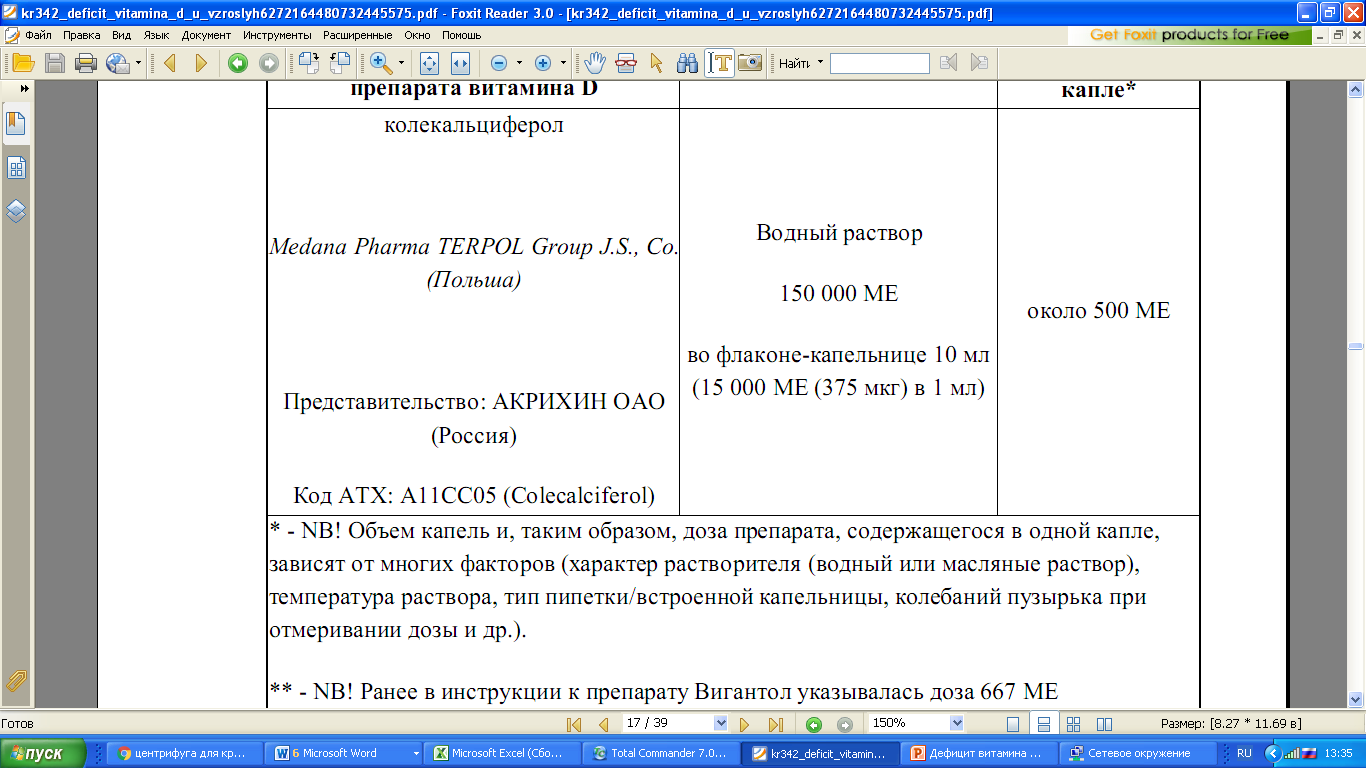 kr342_deficit_vitamina_d_u_vzroslyh6272164480732445575.pdf - Foxit Reader 3.0 - [kr342_deficit_vitamina_d_u_vzroslyh6272164480732445575.pdf]
Файл Правка Вид Язык Документ Инструменты Расширенные Окно Помощь
Get Foxit products for Free
Найти
препарата витамина D
капле*
колекальциферол
Medana Pharma TERPOL Group J.S., Co.
(Польша)
Представительство: АКРИХИН ОАО
(Россия)
Код АТХ: A11CC05 (Colecalciferol)
Водный раствор
150 000 МЕ
во флаконе-капельнице 10 мл
(15 000 МЕ (375 мкг) в 1 мл)
около 500 МЕ
* - NB! Объем капель и, таким образом, доза препарата, содержащегося в одной капле,
зависят от многих факторов (характер растворителя (водный или масляные раствор),
температура раствора, тип пипетки/встроенной капельницы, колебаний пузырька при
отмеривании дозы и др.).
** - NB! Ранее в инструкции к препарату Вигантол указывалась доза 667 МЕ
Готов
17 / 39
150%
Размер: [8.27 * 11.69 в]
пуск
центрифуга для кр...
6 Microsoft Word
Microsoft Excel (Сбо...
Total Commander 7.0...
kr342_deficit_vitamin...
Дефицит витамина ...
Сетевое окружение
RU
13:35